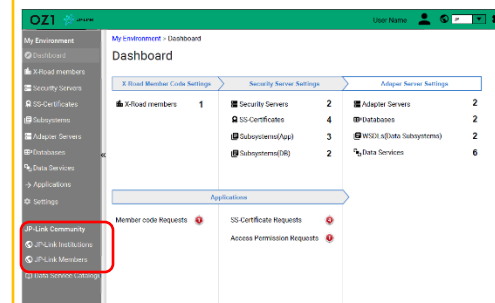 OZ1 JP-LINK
User Name
My Environment
Dashboard
X-Road members
Security Servers
SS-Certificates
Subsystems
Adapter Servers
Databases
Data Services
Applications
Settings
JP-Link Community
JP-Link Institutions
JP-Link Members
Data Service Catalogs
«
My Environment > Dashboard
Dashboard
X Road Member Code Settings
X-Road members 1
Security Server Settings
Security Servers 2
SS-Certificates 4
Subsystems(App) 3
Subsystems(DB) 2
Adaper Server Settings
Adapter Servers 2
Databases 2
WSDLs(Data Subsystems) 2
Data Services 6
Applications
Member code Requests
SS-Certificate Requests
Access Permission Requests